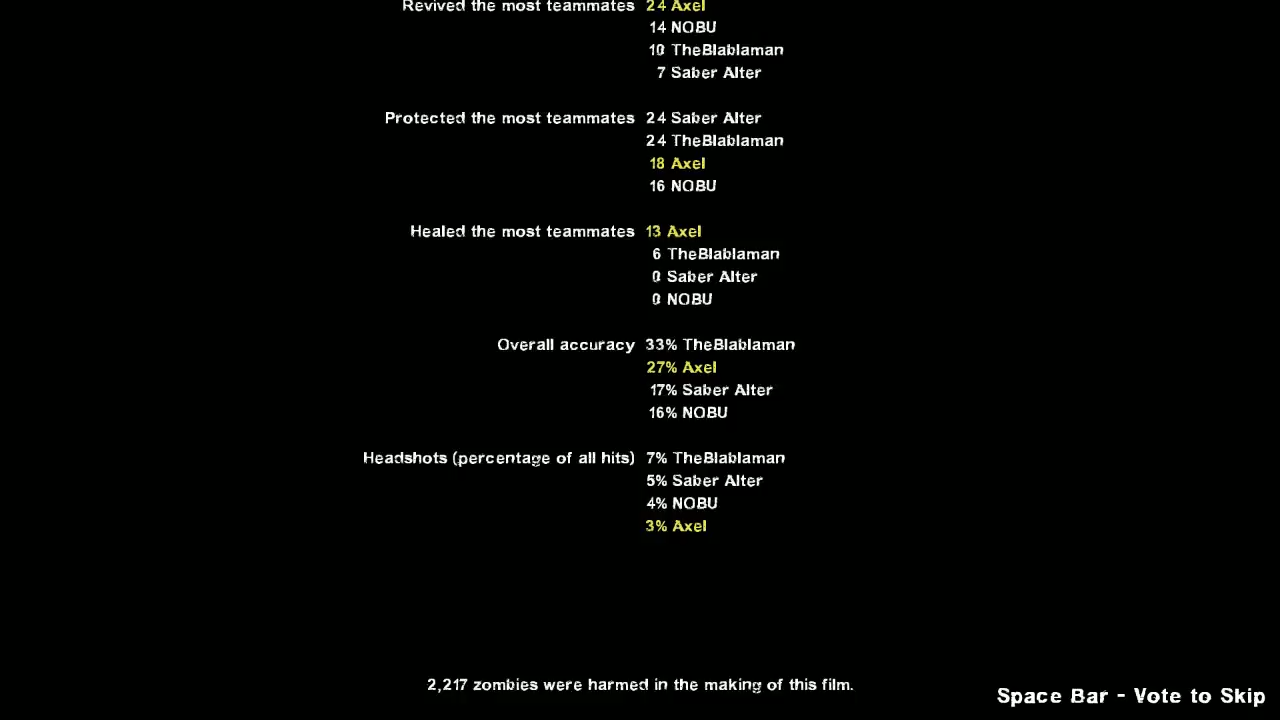 Revived the most teammates 24 Axel
14 NOBU
10 TheBlablaman
7 Saber Alter
Protected the most teammates 24 Saber Alter
24 TheBlablaman
18 Axel
16 NOBU
Healed the most teammates 13 Axel
6 TheBlablaman
0 Saber Alter
0 NOBU
Overall accuracy 33% TheBlablaman
27% Axel
17% Saber Alter
16% NOBU
Headshots (percentage of all hits) 7% TheBlablaman
5% Saber Alter
4% NOBU
3% Axel
2,217 zombies were harmed in the making of this film.
Space Bar - Vote to Skip